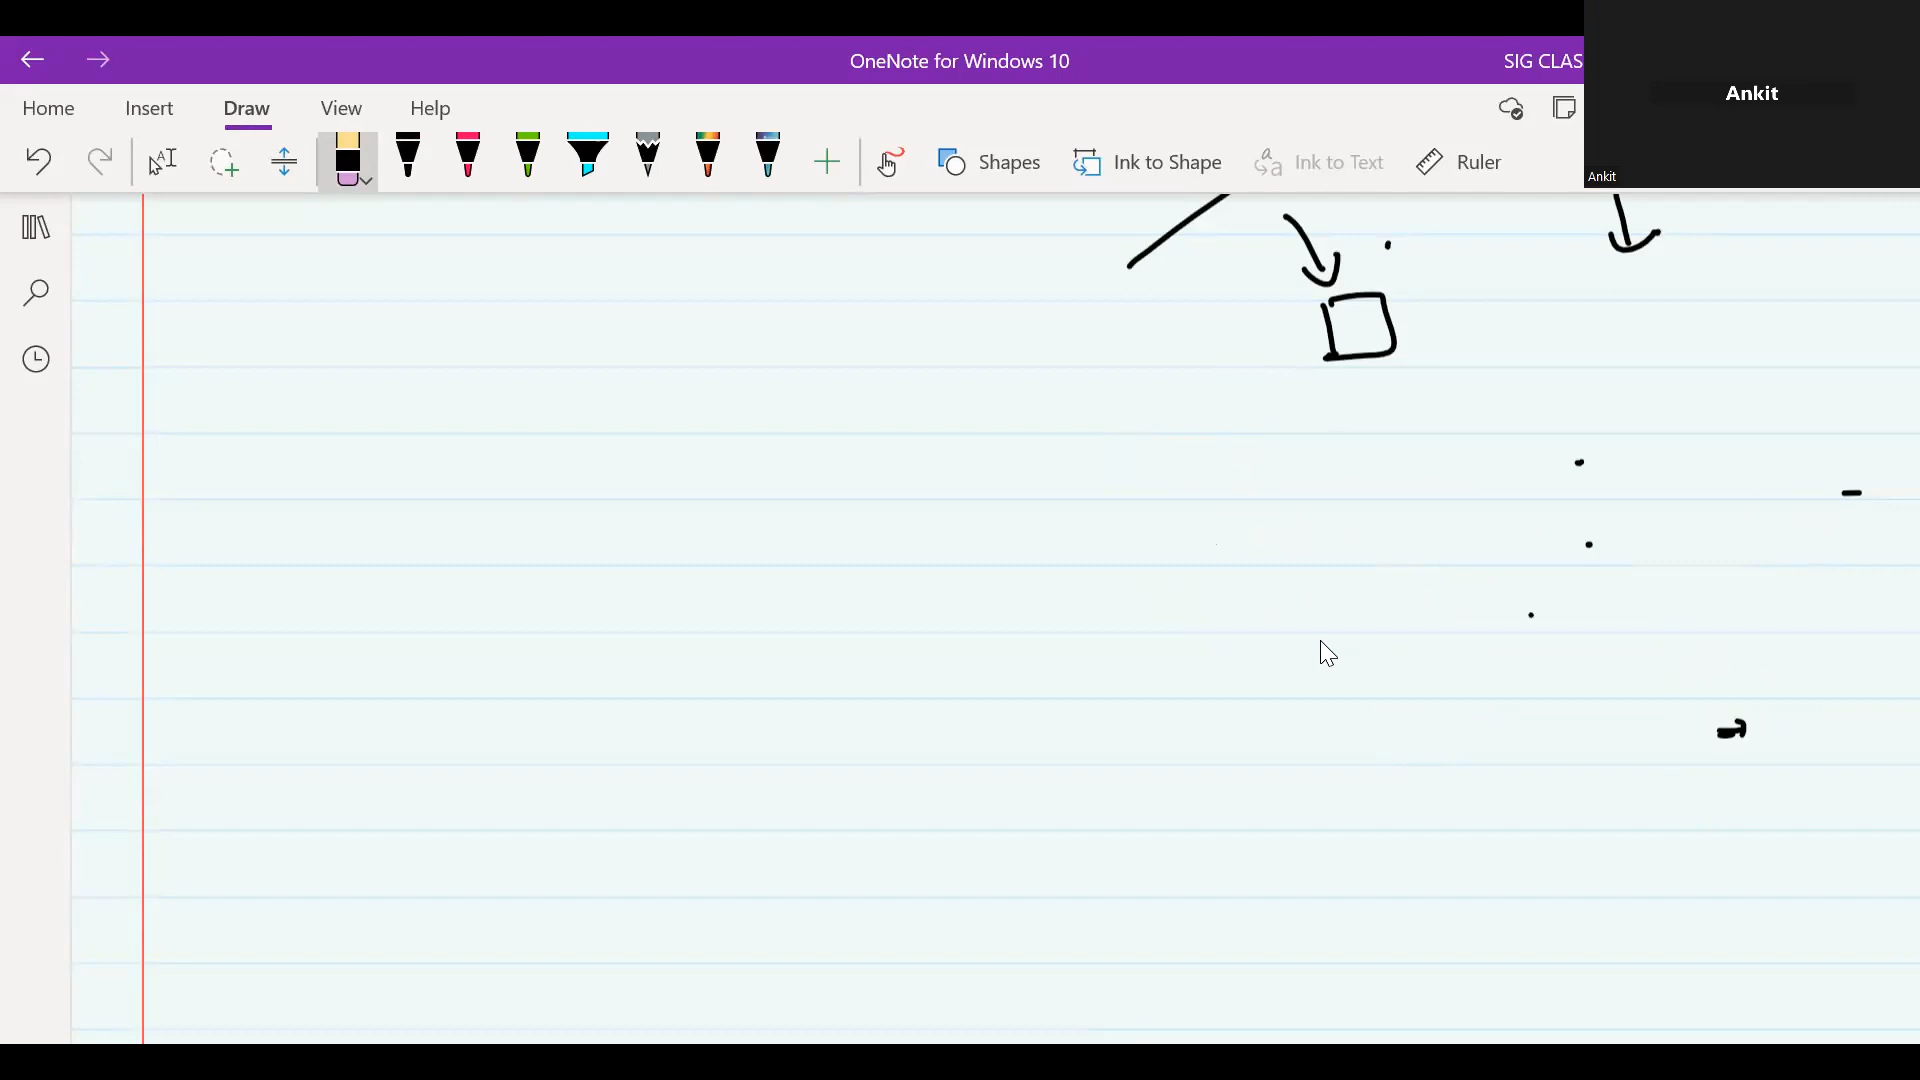 OneNote for Windows 10
SIG CLAS
Ankit
Home Insert Draw View Help
Shapes Ink to Shape Ink to Text Ruler
Ankit